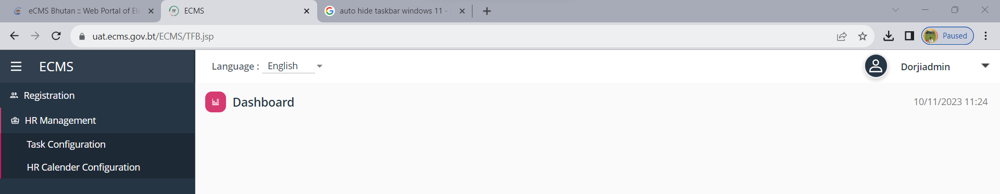 eCMS Bhutan :: Web Portal of El
ECMS
auto hide taskbar windows 11 -
uat.ecms.gov.bt/ECMS/TFB.jsp
Paused
ECMS
Language : English
Dorjiadmin
Registration
Dashboard
10/11/2023 11:24
HR Management
Task Configuration
HR Calender Configuration